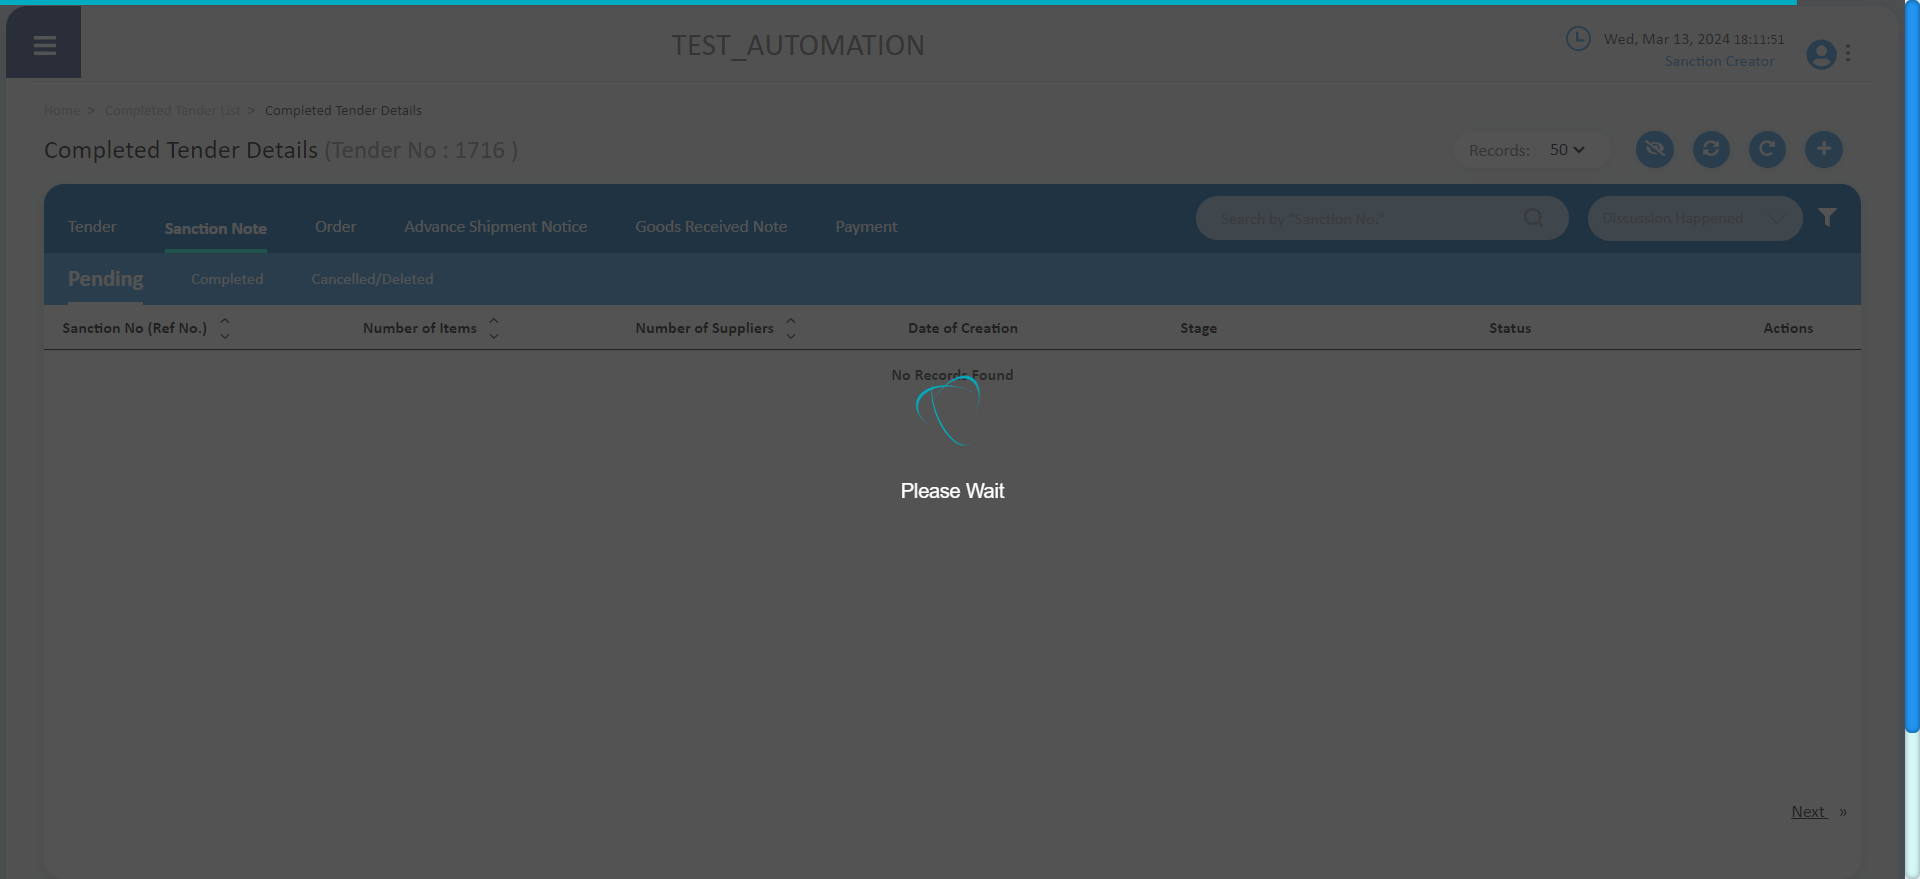 TEST_AUTOMATION
Wed, Mar 13, 2024 18:11:51
Sanction Creator
Home > Completed Tender List > Completed Tender Details
Completed Tender Details (Tender No : 1716 )
Records: 50
Tender Sanction Note Order Advance Shipment Notice Goods Received Note Payment
Search by "Sanction No." Discussion Happened
Pending Completed Cancelled/Deleted
Sanction No (Ref No.) Number of Items Number of Suppliers Date of Creation Stage Status Actions
No Records Found
Please Wait
Next »